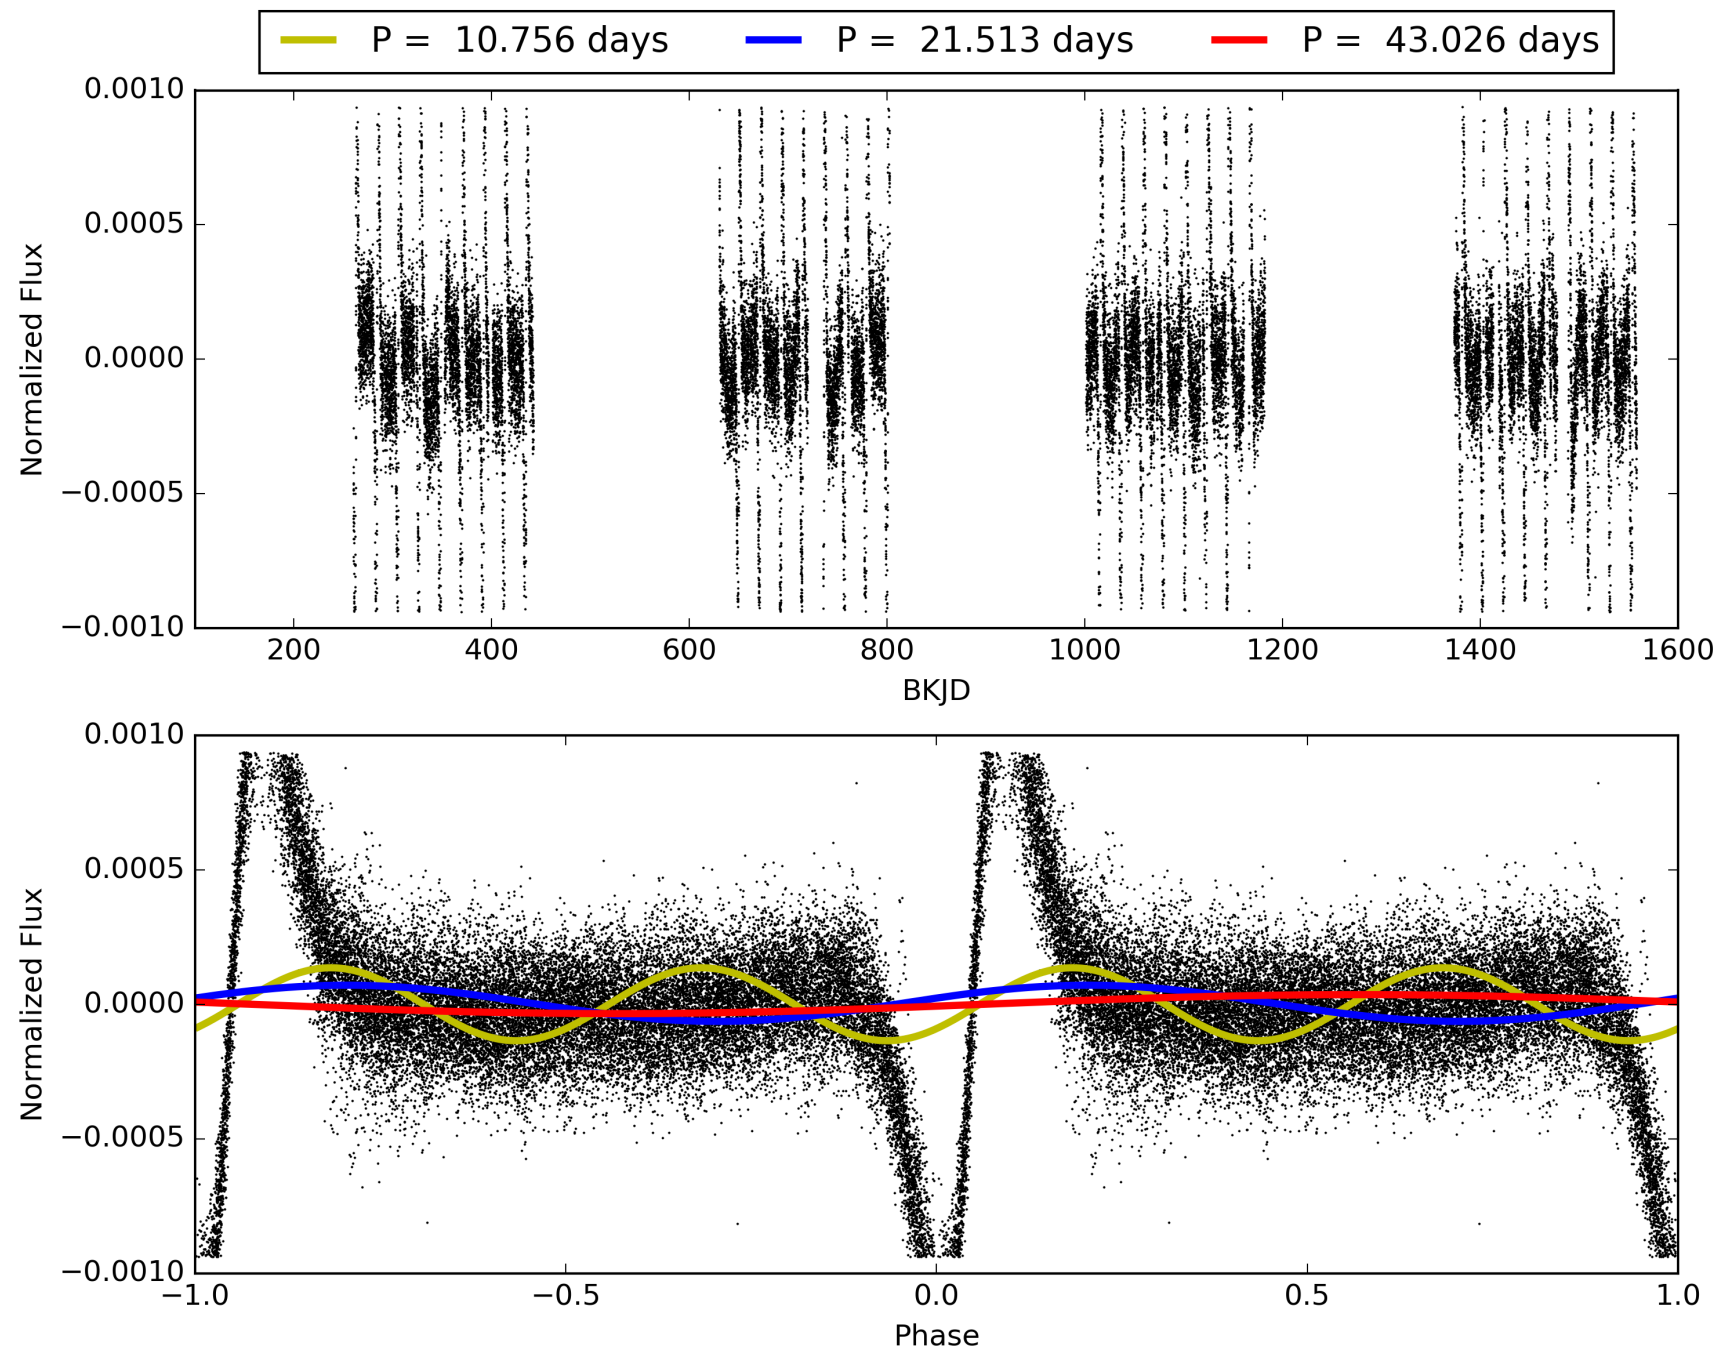 P =  10.756 days P =  21.513 days P =  43.026 days
0.0010
0.0005
0.0000
−0.0005
−0.0010
Normalized Flux
200 400 600 800 1000 1200 1400 1600
BKJD
0.0010
0.0005
0.0000
−0.0005
−0.0010
Normalized Flux
−1.0 −0.5 0.0 0.5 1.0
Phase